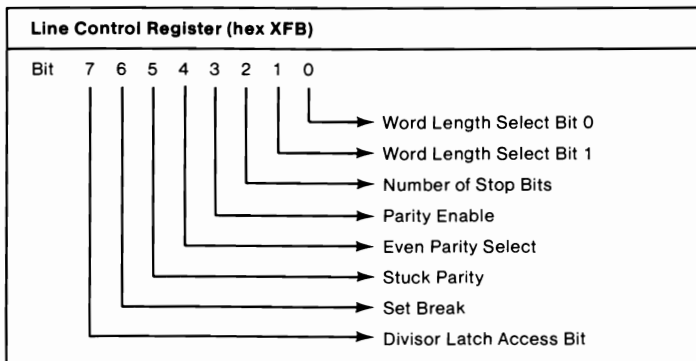 Line Control Register (hex XFB)
Bit 7 6 5 4 3 2 1 0
Word Length Select Bit 0
Word Length Select Bit 1
Number of Stop Bits
Parity Enable
Even Parity Select
Stuck Parity
Set Break
Divisor Latch Access Bit